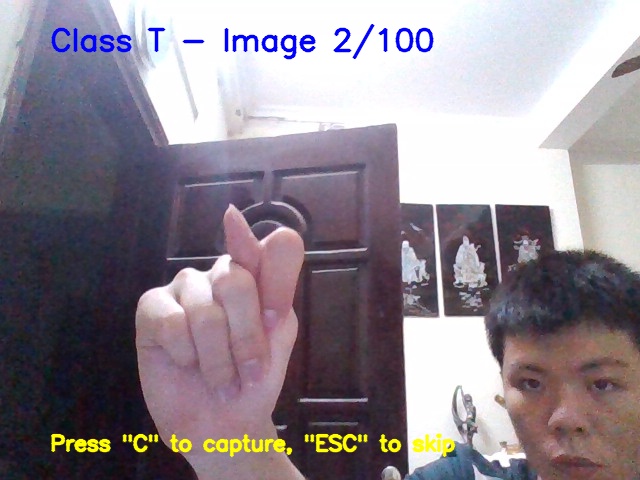 Class T - Image 2/100
Press "C" to capture, "ESC" to skip